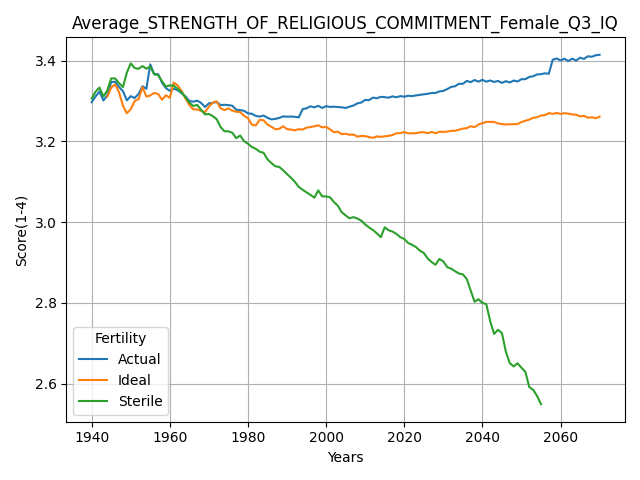 Average_STRENGTH_OF_RELIGIOUS_COMMITMENT_Female_Q3_IQ
Score(1-4)
3.4
3.2
3.0
2.8
2.6
Fertility
Actual
Ideal
Sterile
1940 1960 1980 2000 2020 2040 2060
Years